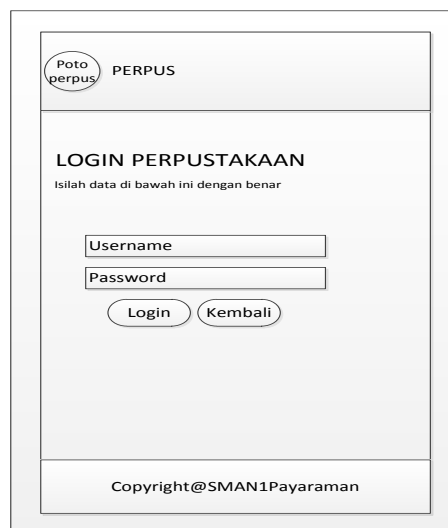 Poto
perpus
PERPUS
LOGIN PERPUSTAKAAN
Isilah data di bawah ini dengan benar
Username
Password
Login Kembali
Copyright@SMAN1Payaraman